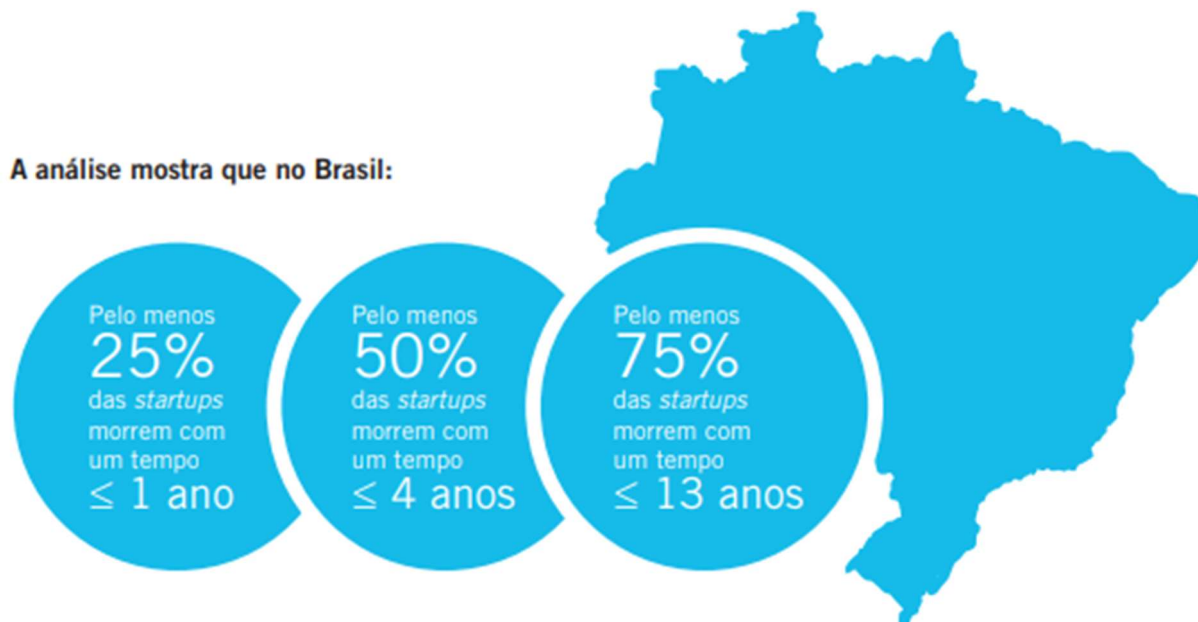 A análise mostra que no Brasil:
Pelo menos
25%
das startups
morrem com
um tempo
≤ 1 ano
Pelo menos
50%
das startups
morrem com
um tempo
≤ 4 anos
Pelo menos
75%
das startups
morrem com
um tempo
≤ 13 anos